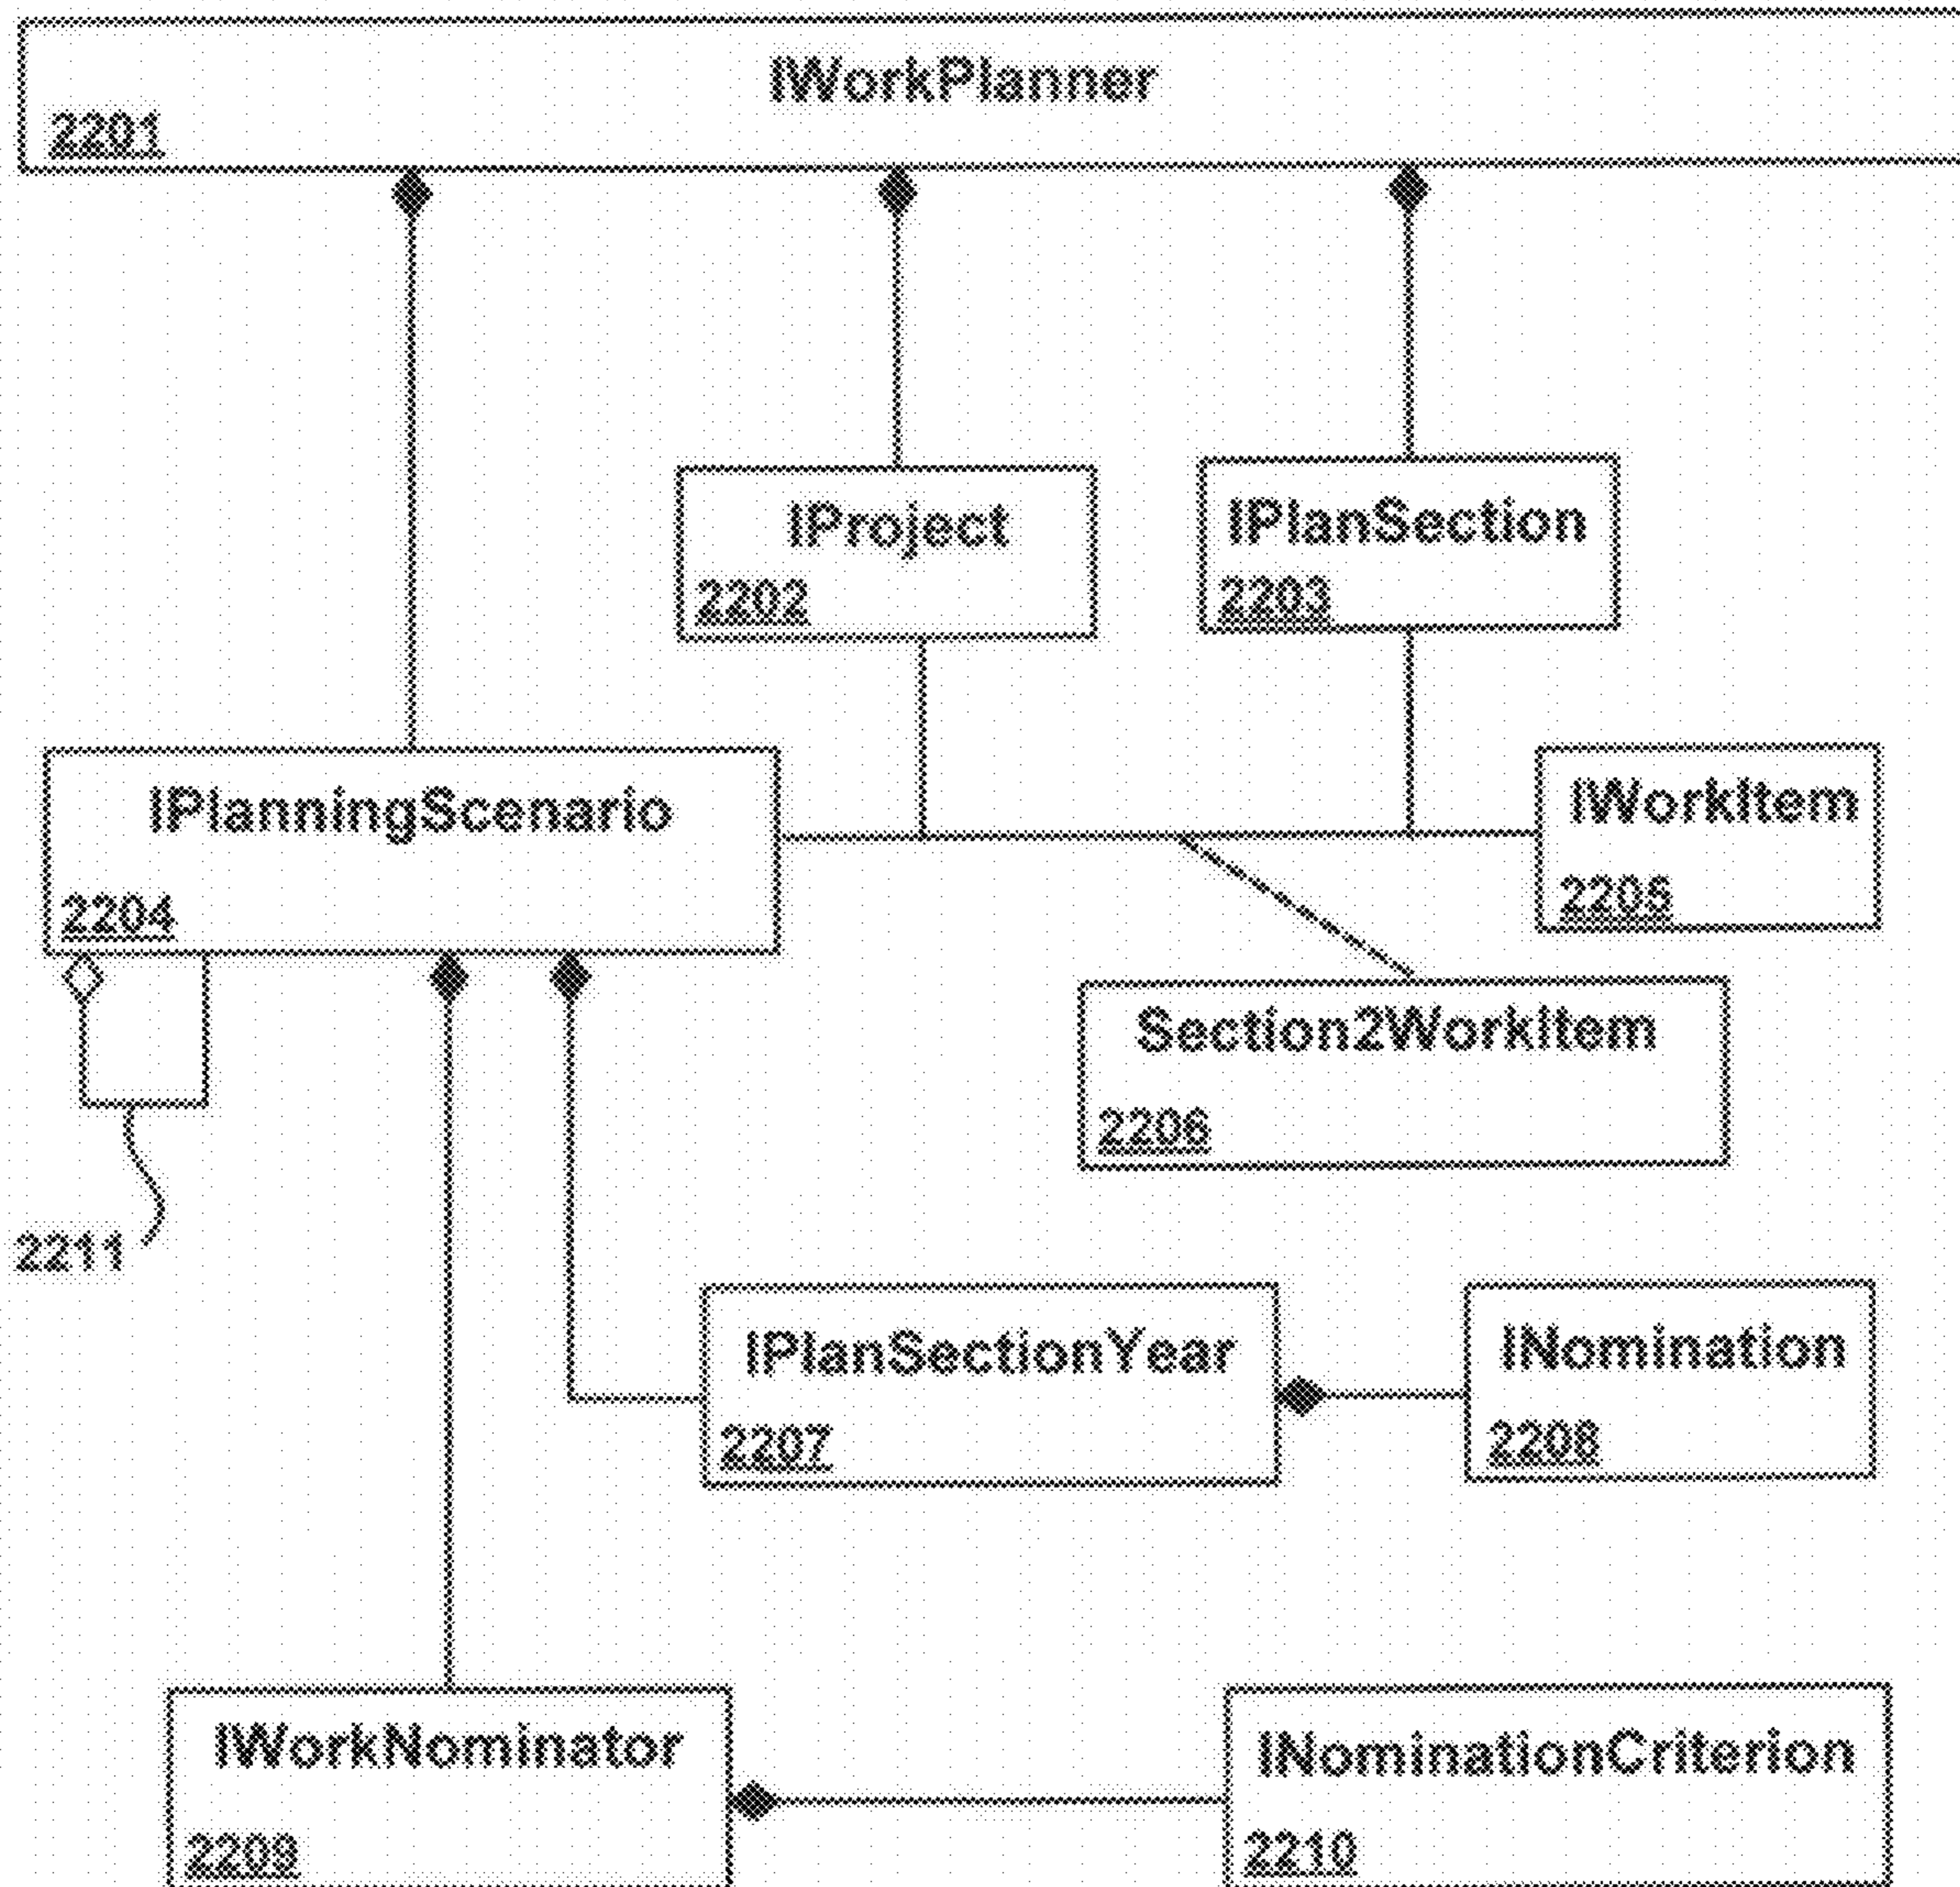 IWorkPlanner
2201
IProject
2202
IPlanSection
2203
IPlanningScenario
2204
IWorkItem
2205
Section2WorkItem
2206
2211
IPlanSectionYear
2207
INomination
2208
IWorkNominator
2209
INominationCriterion
2210